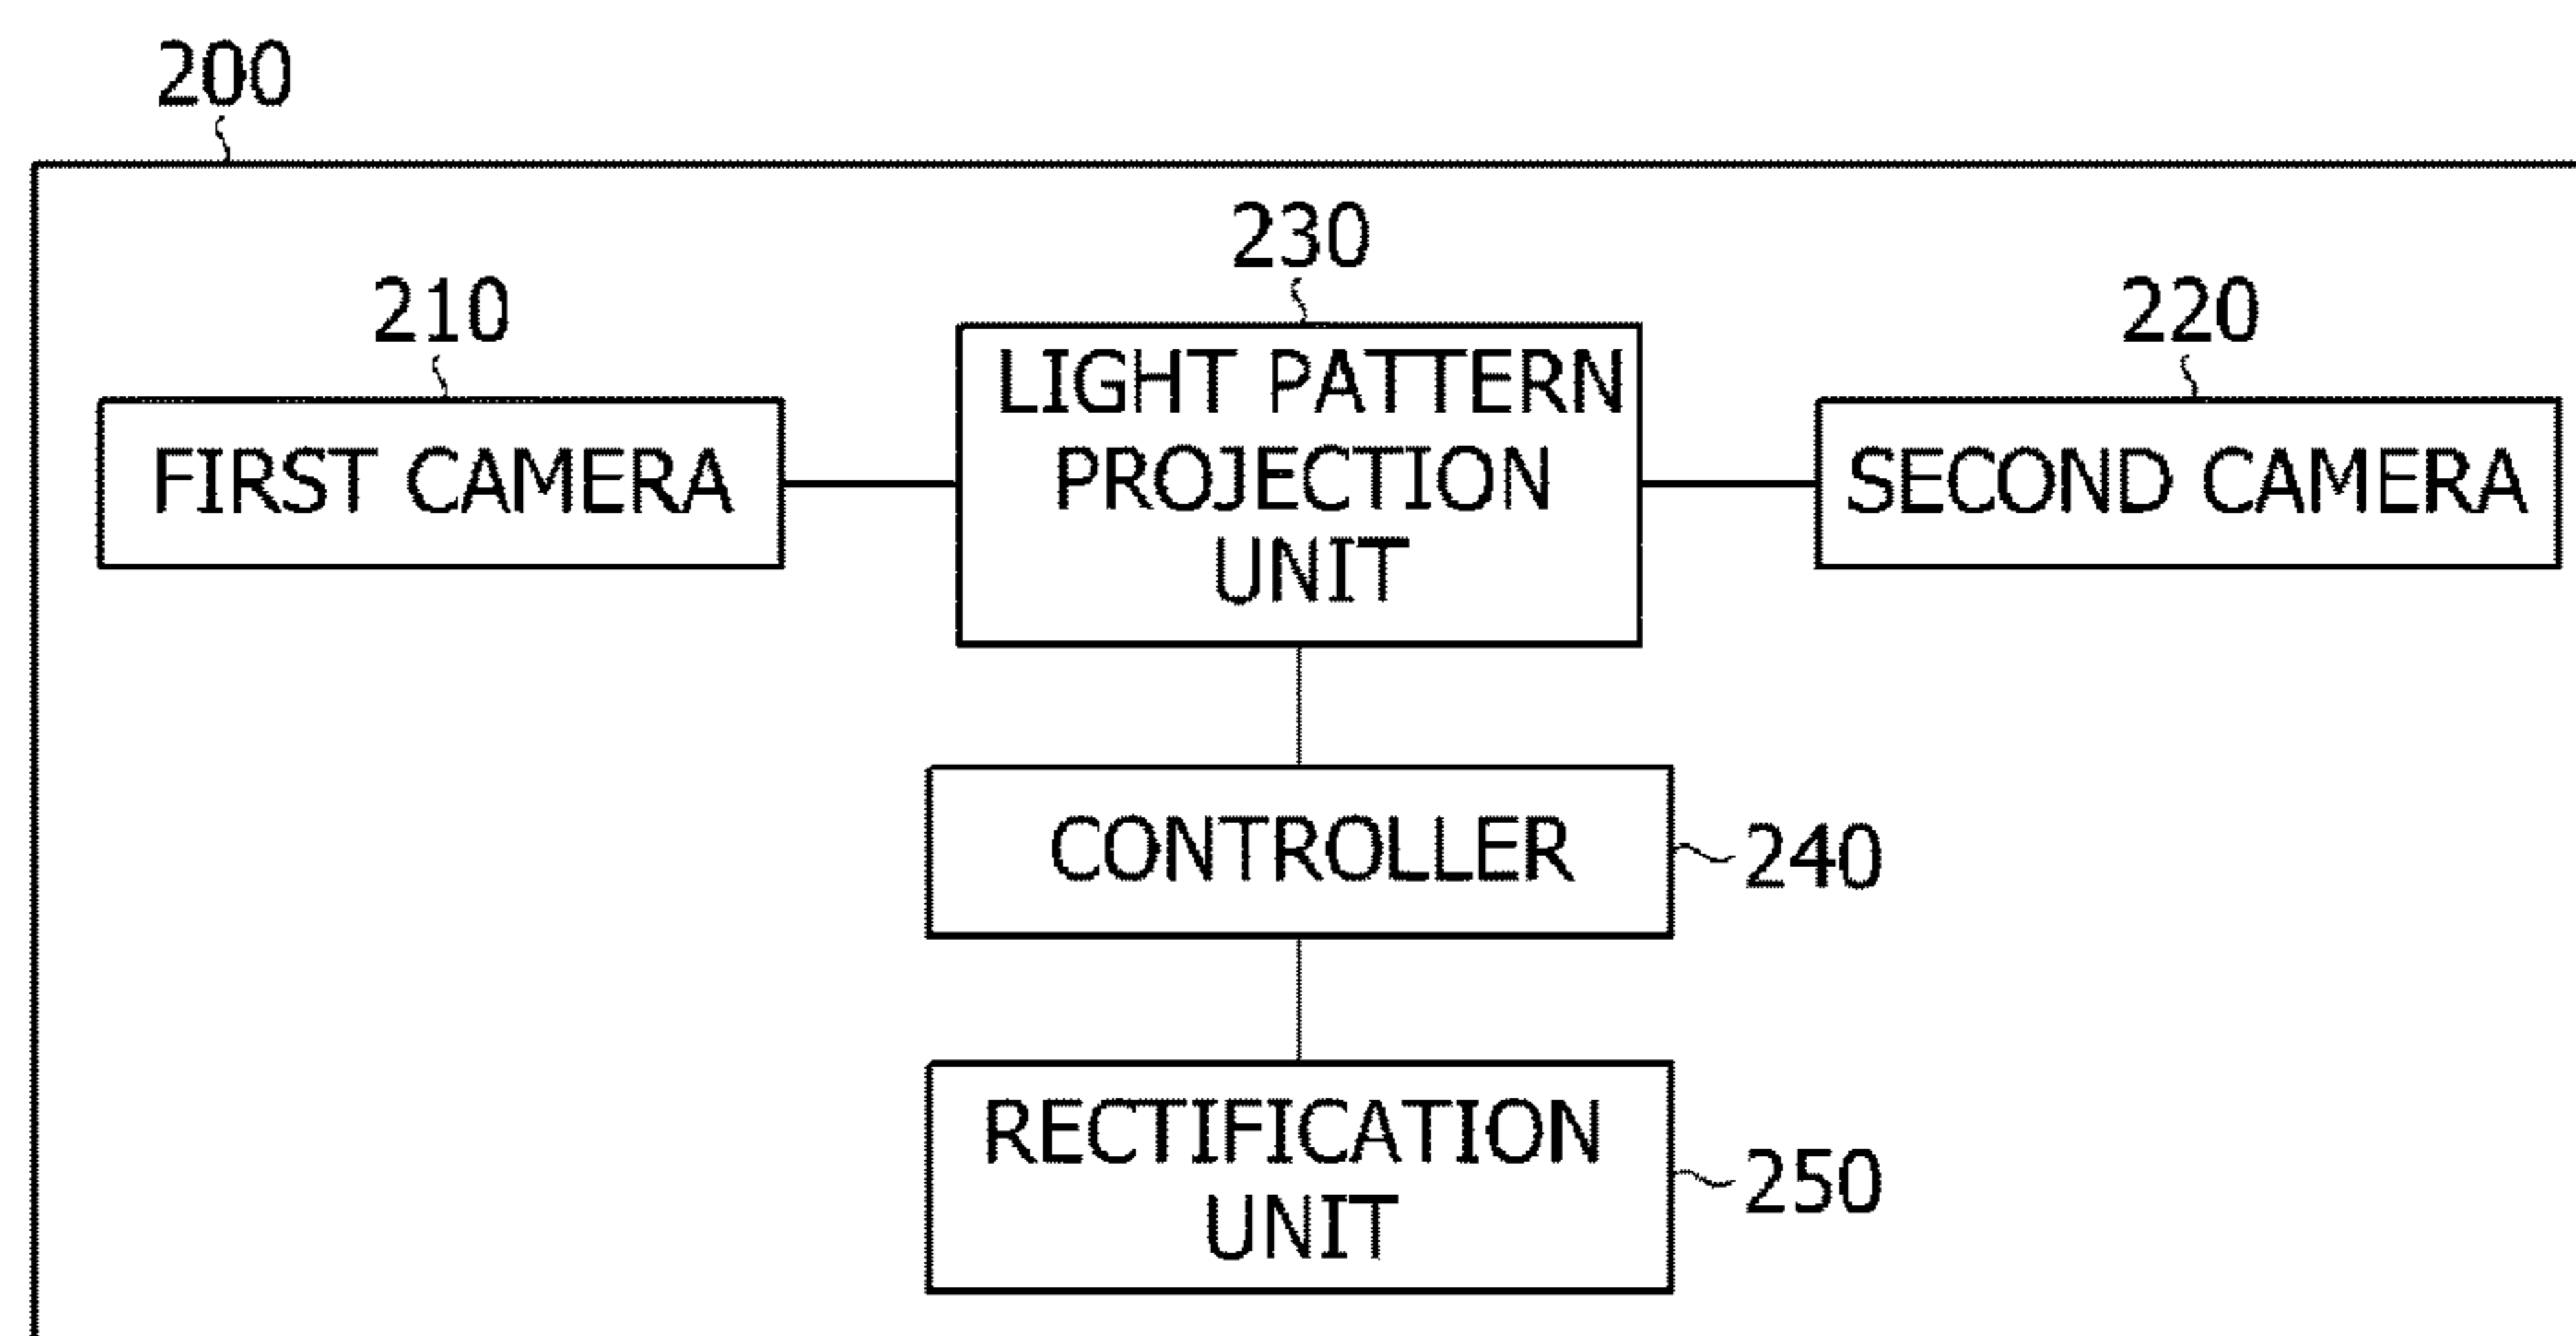 200
230
210
220
LIGHT PATTERN
PROJECTION
UNIT
FIRST CAMERA
SECOND CAMERA
CONTROLLER
240
RECTIFICATION
UNIT
250